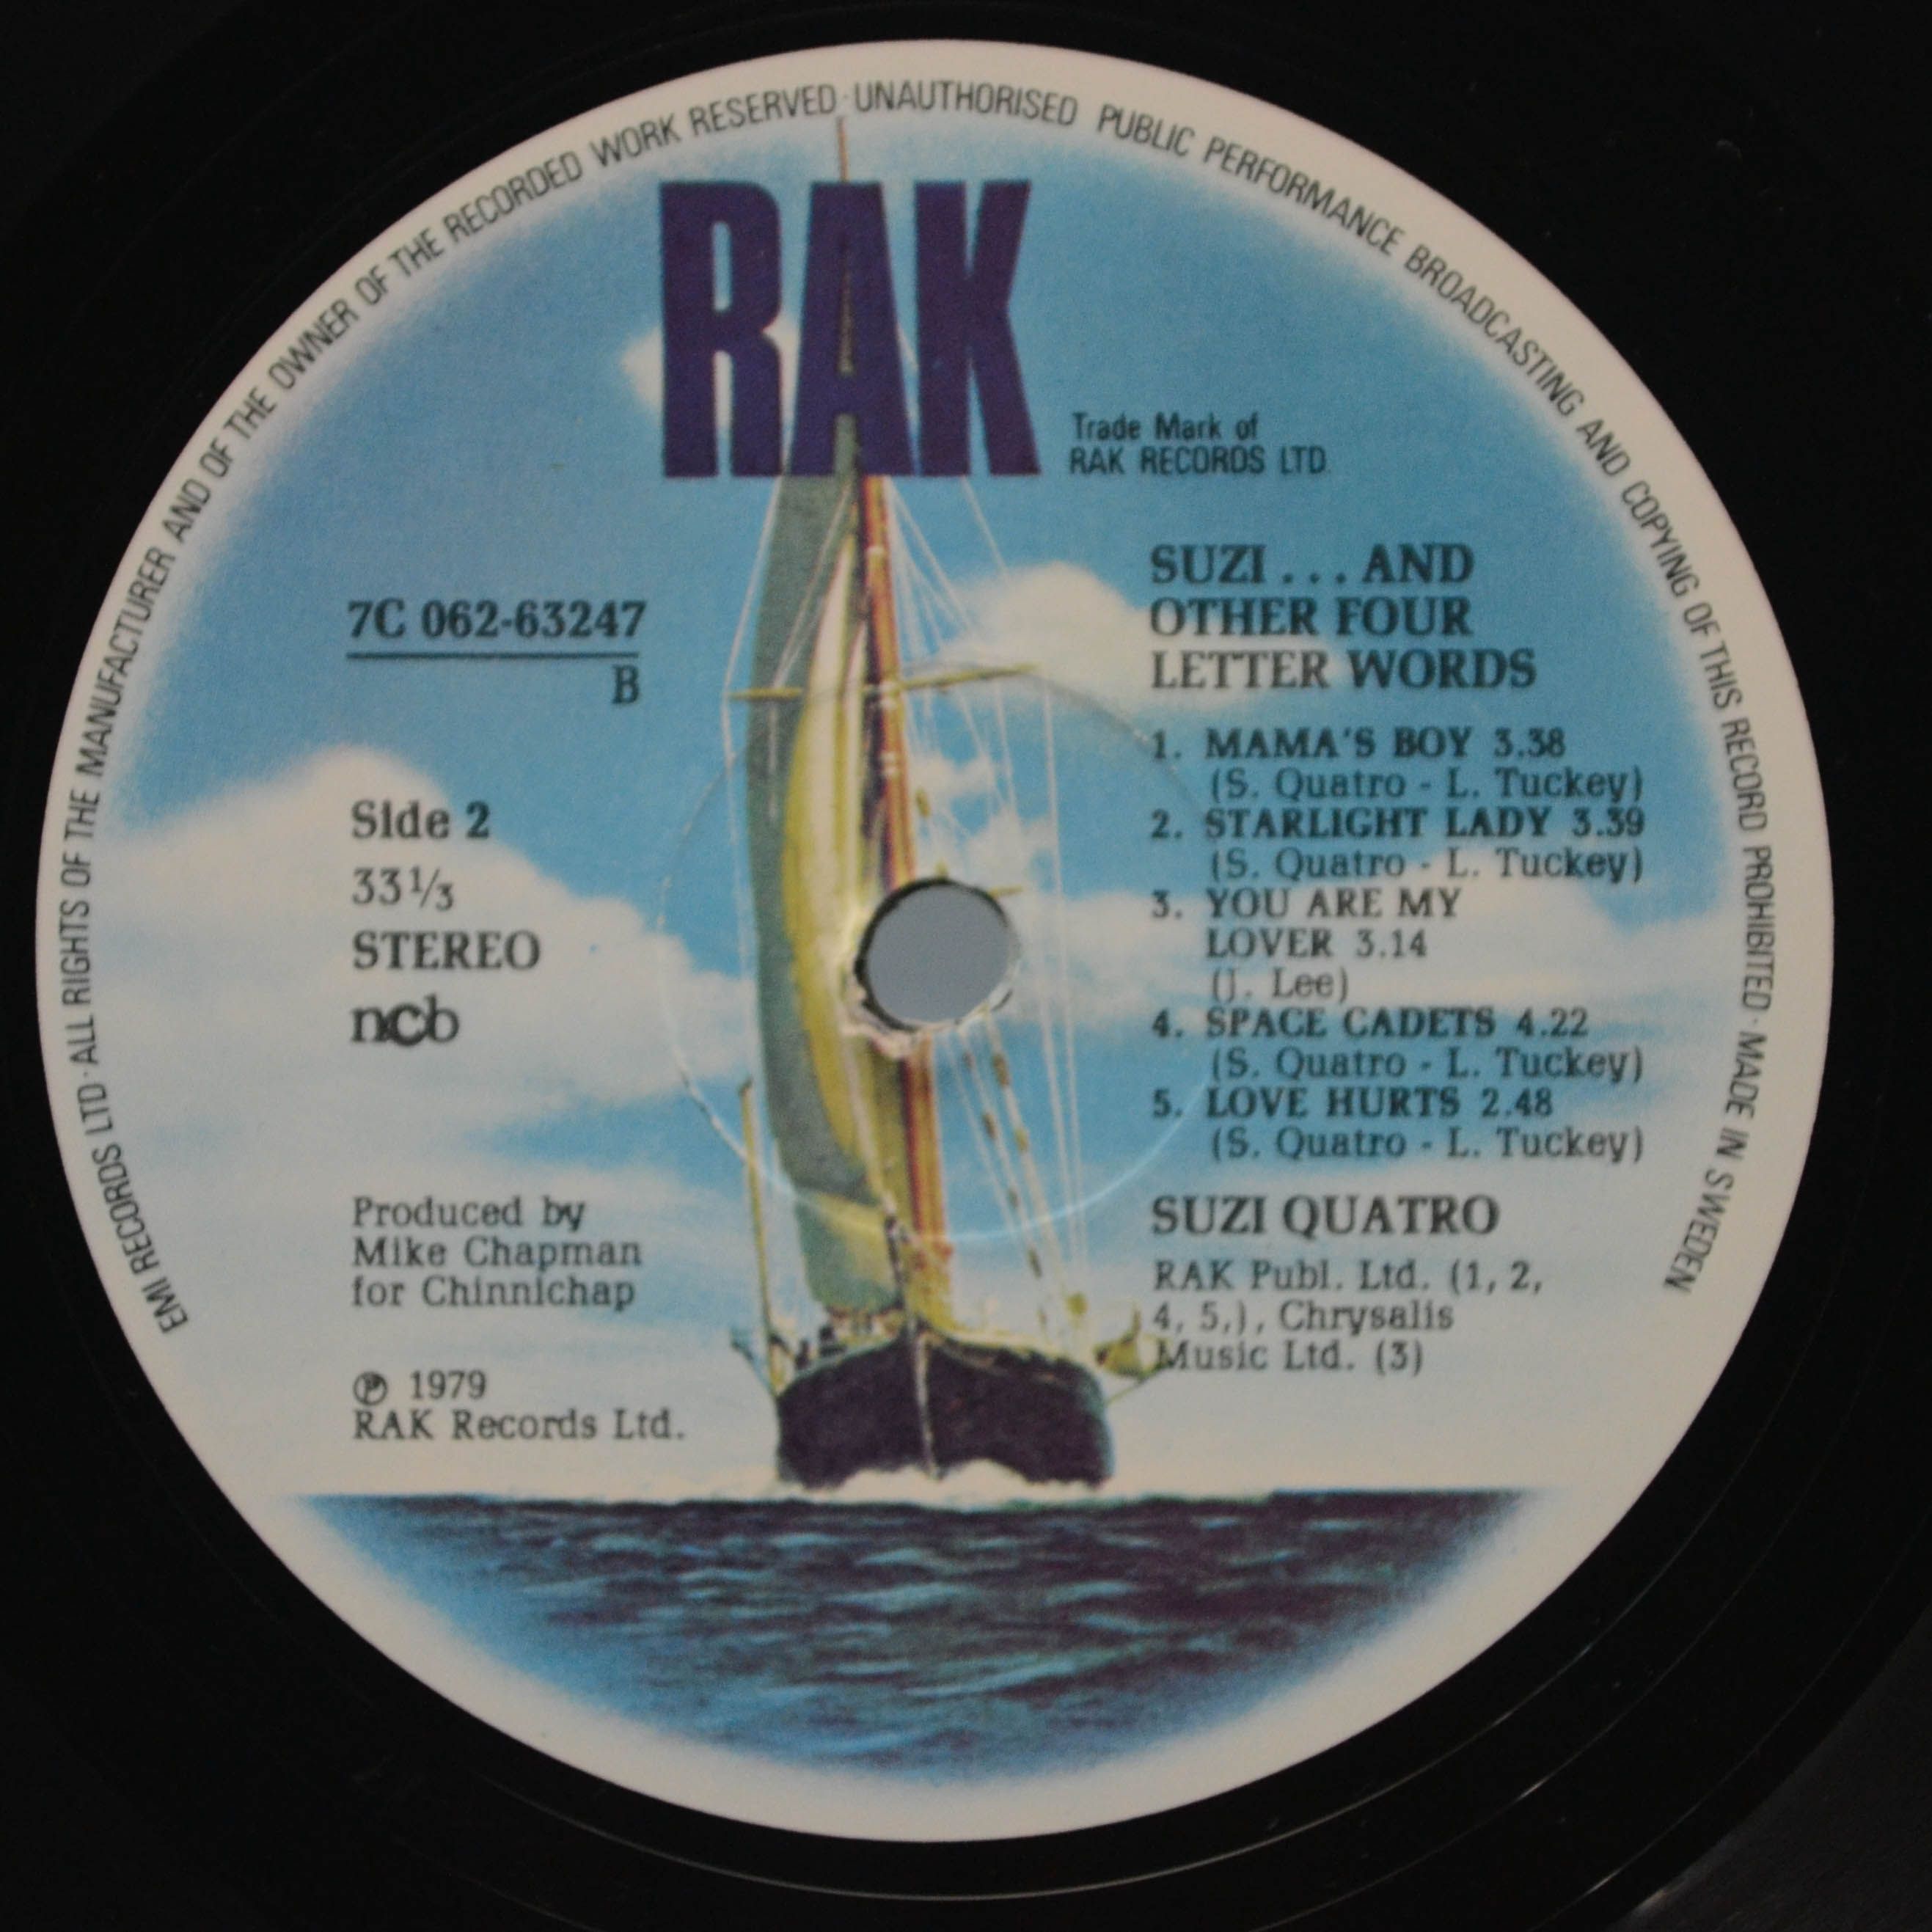 EMI RECORDS LTD · ALL RIGHTS OF THE MANUFACTURER AND OF THE OWNER OF THE RECORDED WORK RESERVED · UNAUTHORISED PUBLIC PERFORMANCE BROADCASTING AND COPYING OF THIS RECORD PROHIBITED · MADE IN SWEDEN
RAK
Trade Mark of
RAK RECORDS LTD.
7C 062-63247
B
Side 2
33⅓
STEREO
ncb
Produced by
Mike Chapman
for Chinnichap
℗ 1979
RAK Records Ltd.
SUZI ... AND
OTHER FOUR
LETTER WORDS
1. MAMA'S BOY 3.38
(S. Quatro - L. Tuckey)
2. STARLIGHT LADY 3.39
(S. Quatro - L. Tuckey)
3. YOU ARE MY
LOVER 3.14
(J. Lee)
4. SPACE CADETS 4.22
(S. Quatro - L. Tuckey)
5. LOVE HURTS 2.48
(S. Quatro - L. Tuckey)
SUZI QUATRO
RAK Publ. Ltd. (1, 2,
4, 5,), Chrysalis
Music Ltd. (3)